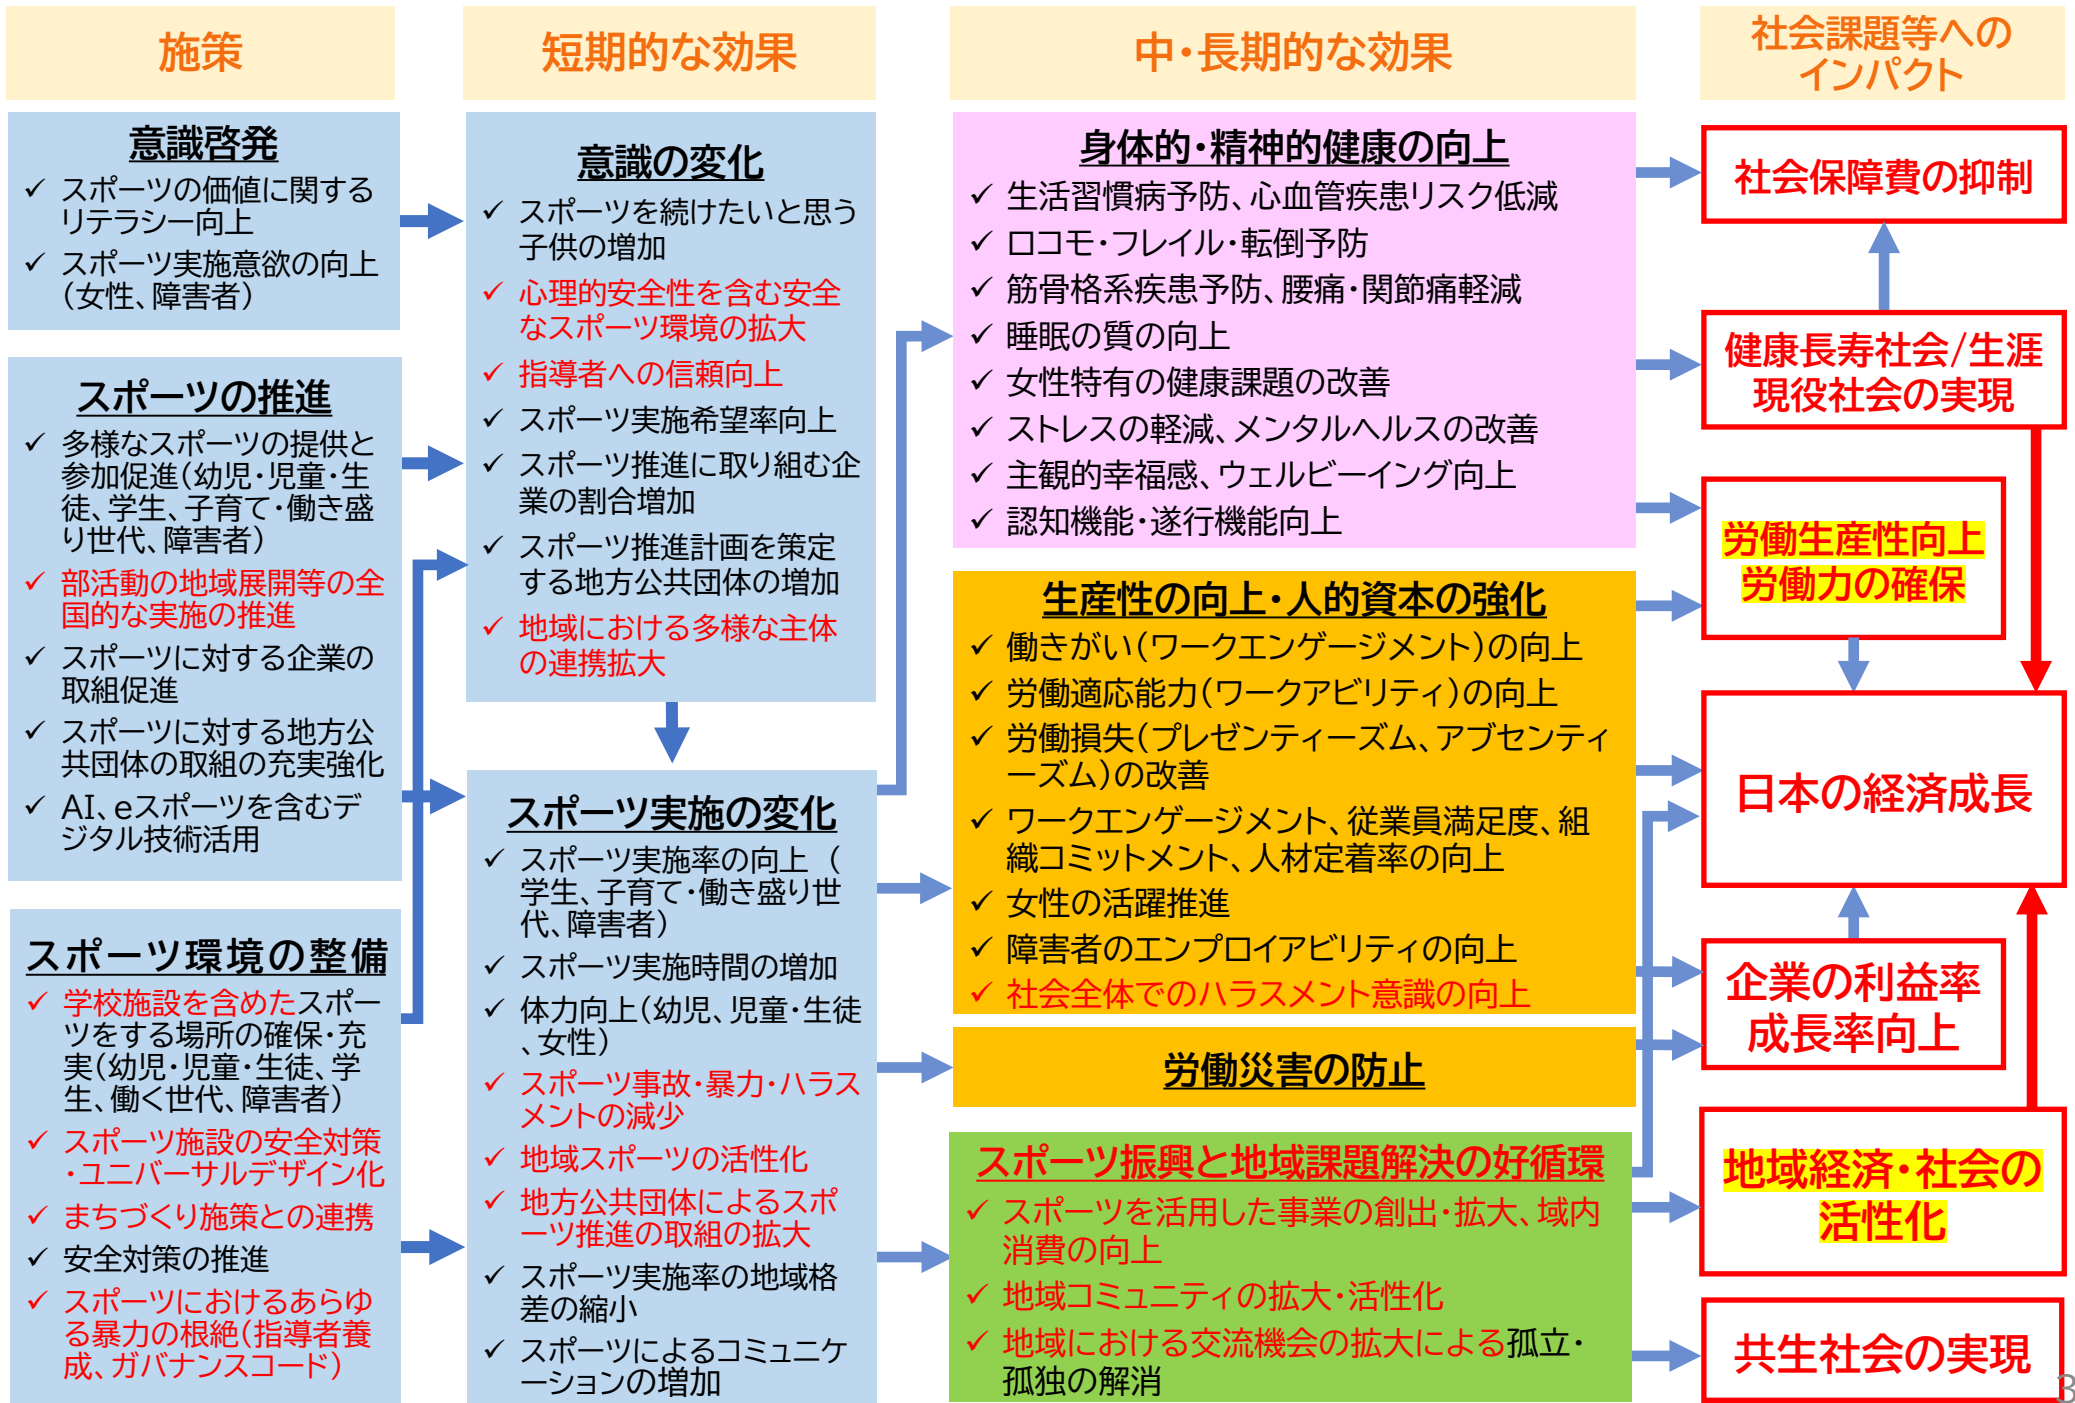 施策
意識啓発
✓ スポーツの価値に関する
リテラシー向上
✓ スポーツ実施意欲の向上
（女性、障害者）
スポーツの推進
✓ 多様なスポーツの提供と
参加促進（幼児・児童・生
徒、学生、子育て・働き盛
り世代、障害者）
✓ 部活動の地域展開等の全
国的な実施の推進
✓ スポーツに対する企業の
取組促進
✓ スポーツに対する地方公
共団体の取組の充実強化
✓ AI、eスポーツを含むデ
ジタル技術活用
スポーツ環境の整備
✓ 学校施設を含めたスポー
ツをする場所の確保・充
実（幼児・児童・生徒、学
生、働く世代、障害者）
✓ スポーツ施設の安全対策
・ユニバーサルデザイン化
✓ まちづくり施策との連携
✓ 安全対策の推進
✓ スポーツにおけるあらゆ
る暴力の根絶（指導者養
成、ガバナンスコード）
短期的な効果
意識の変化
✓ スポーツを続けたいと思う
子供の増加
✓ 心理的安全性を含む安全
なスポーツ環境の拡大
✓ 指導者への信頼向上
✓ スポーツ実施希望率向上
✓ スポーツ推進に取り組む企
業の割合増加
✓ スポーツ推進計画を策定
する地方公共団体の増加
✓ 地域における多様な主体
の連携拡大
スポーツ実施の変化
✓ スポーツ実施率の向上（
学生、子育て・働き盛り世
代、障害者）
✓ スポーツ実施時間の増加
✓ 体力向上（幼児、児童・生徒
、女性）
✓ スポーツ事故・暴力・ハラス
メントの減少
✓ 地域スポーツの活性化
✓ 地方公共団体によるスポ
ーツ推進の取組の拡大
✓ スポーツ実施率の地域格
差の縮小
✓ スポーツによるコミュニケ
ーションの増加
中・長期的な効果
身体的・精神的健康の向上
✓ 生活習慣病予防、心血管疾患リスク低減
✓ ロコモ・フレイル・転倒予防
✓ 筋骨格系疾患予防、腰痛・関節痛軽減
✓ 睡眠の質の向上
✓ 女性特有の健康課題の改善
✓ ストレスの軽減、メンタルヘルスの改善
✓ 主観的幸福感、ウェルビーイング向上
✓ 認知機能・遂行機能向上
生産性の向上・人的資本の強化
✓ 働きがい（ワークエンゲージメント）の向上
✓ 労働適応能力（ワークアビリティ）の向上
✓ 労働損失（プレゼンティーズム、アブセンティ
ーズム）の改善
✓ ワークエンゲージメント、従業員満足度、組
織コミットメント、人材定着率の向上
✓ 女性の活躍推進
✓ 障害者のエンプロイアビリティの向上
✓ 社会全体でのハラスメント意識の向上
労働災害の防止
スポーツ振興と地域課題解決の好循環
✓ スポーツを活用した事業の創出・拡大、域内
消費の向上
✓ 地域コミュニティの拡大・活性化
✓ 地域における交流機会の拡大による孤立・
孤独の解消
社会課題等への
インパクト
社会保障費の抑制
健康長寿社会/生涯
現役社会の実現
労働生産性向上
労働力の確保
日本の経済成長
企業の利益率
成長率向上
地域経済・社会の
活性化
共生社会の実現
3